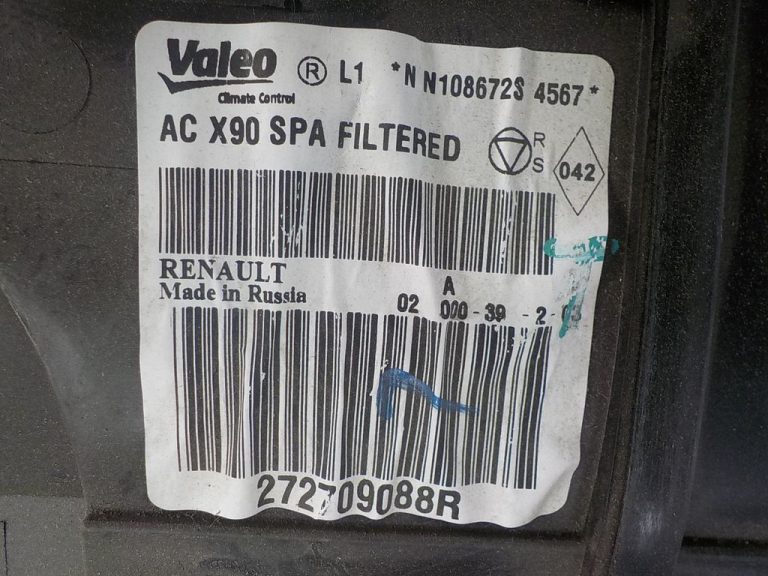 Valeo ® L1 *N N108672S 4567*
Climate Control
AC X90 SPA FILTERED R S 042
RENAULT
Made in Russia
A
02 000-39 -2-03
272709088R